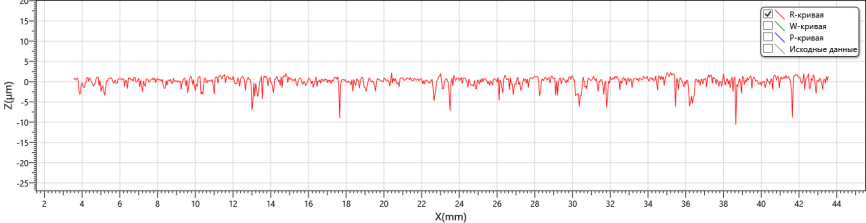 20
15
10
5
0
-5
-10
-15
-20
-25
Z(μm)
2 4 6 8 10 12 14 16 18 20 22 24 26 28 30 32 34 36 38 40 42 44
X(mm)
R-кривая
W-кривая
P-кривая
Исходные данные